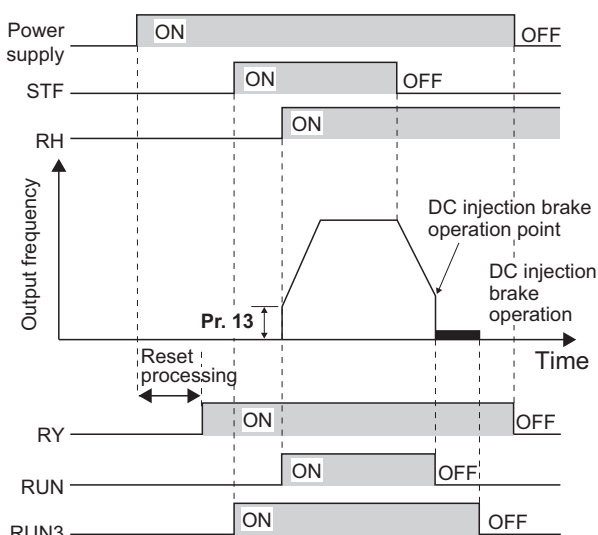 Power
supply
ON
OFF
STF
ON
OFF
RH
ON
Output frequency
DC injection brake
operation point
DC injection
brake
operation
Pr. 13
Time
Reset
processing
RY
ON
OFF
RUN
ON
OFF
RUN3
ON
OFF